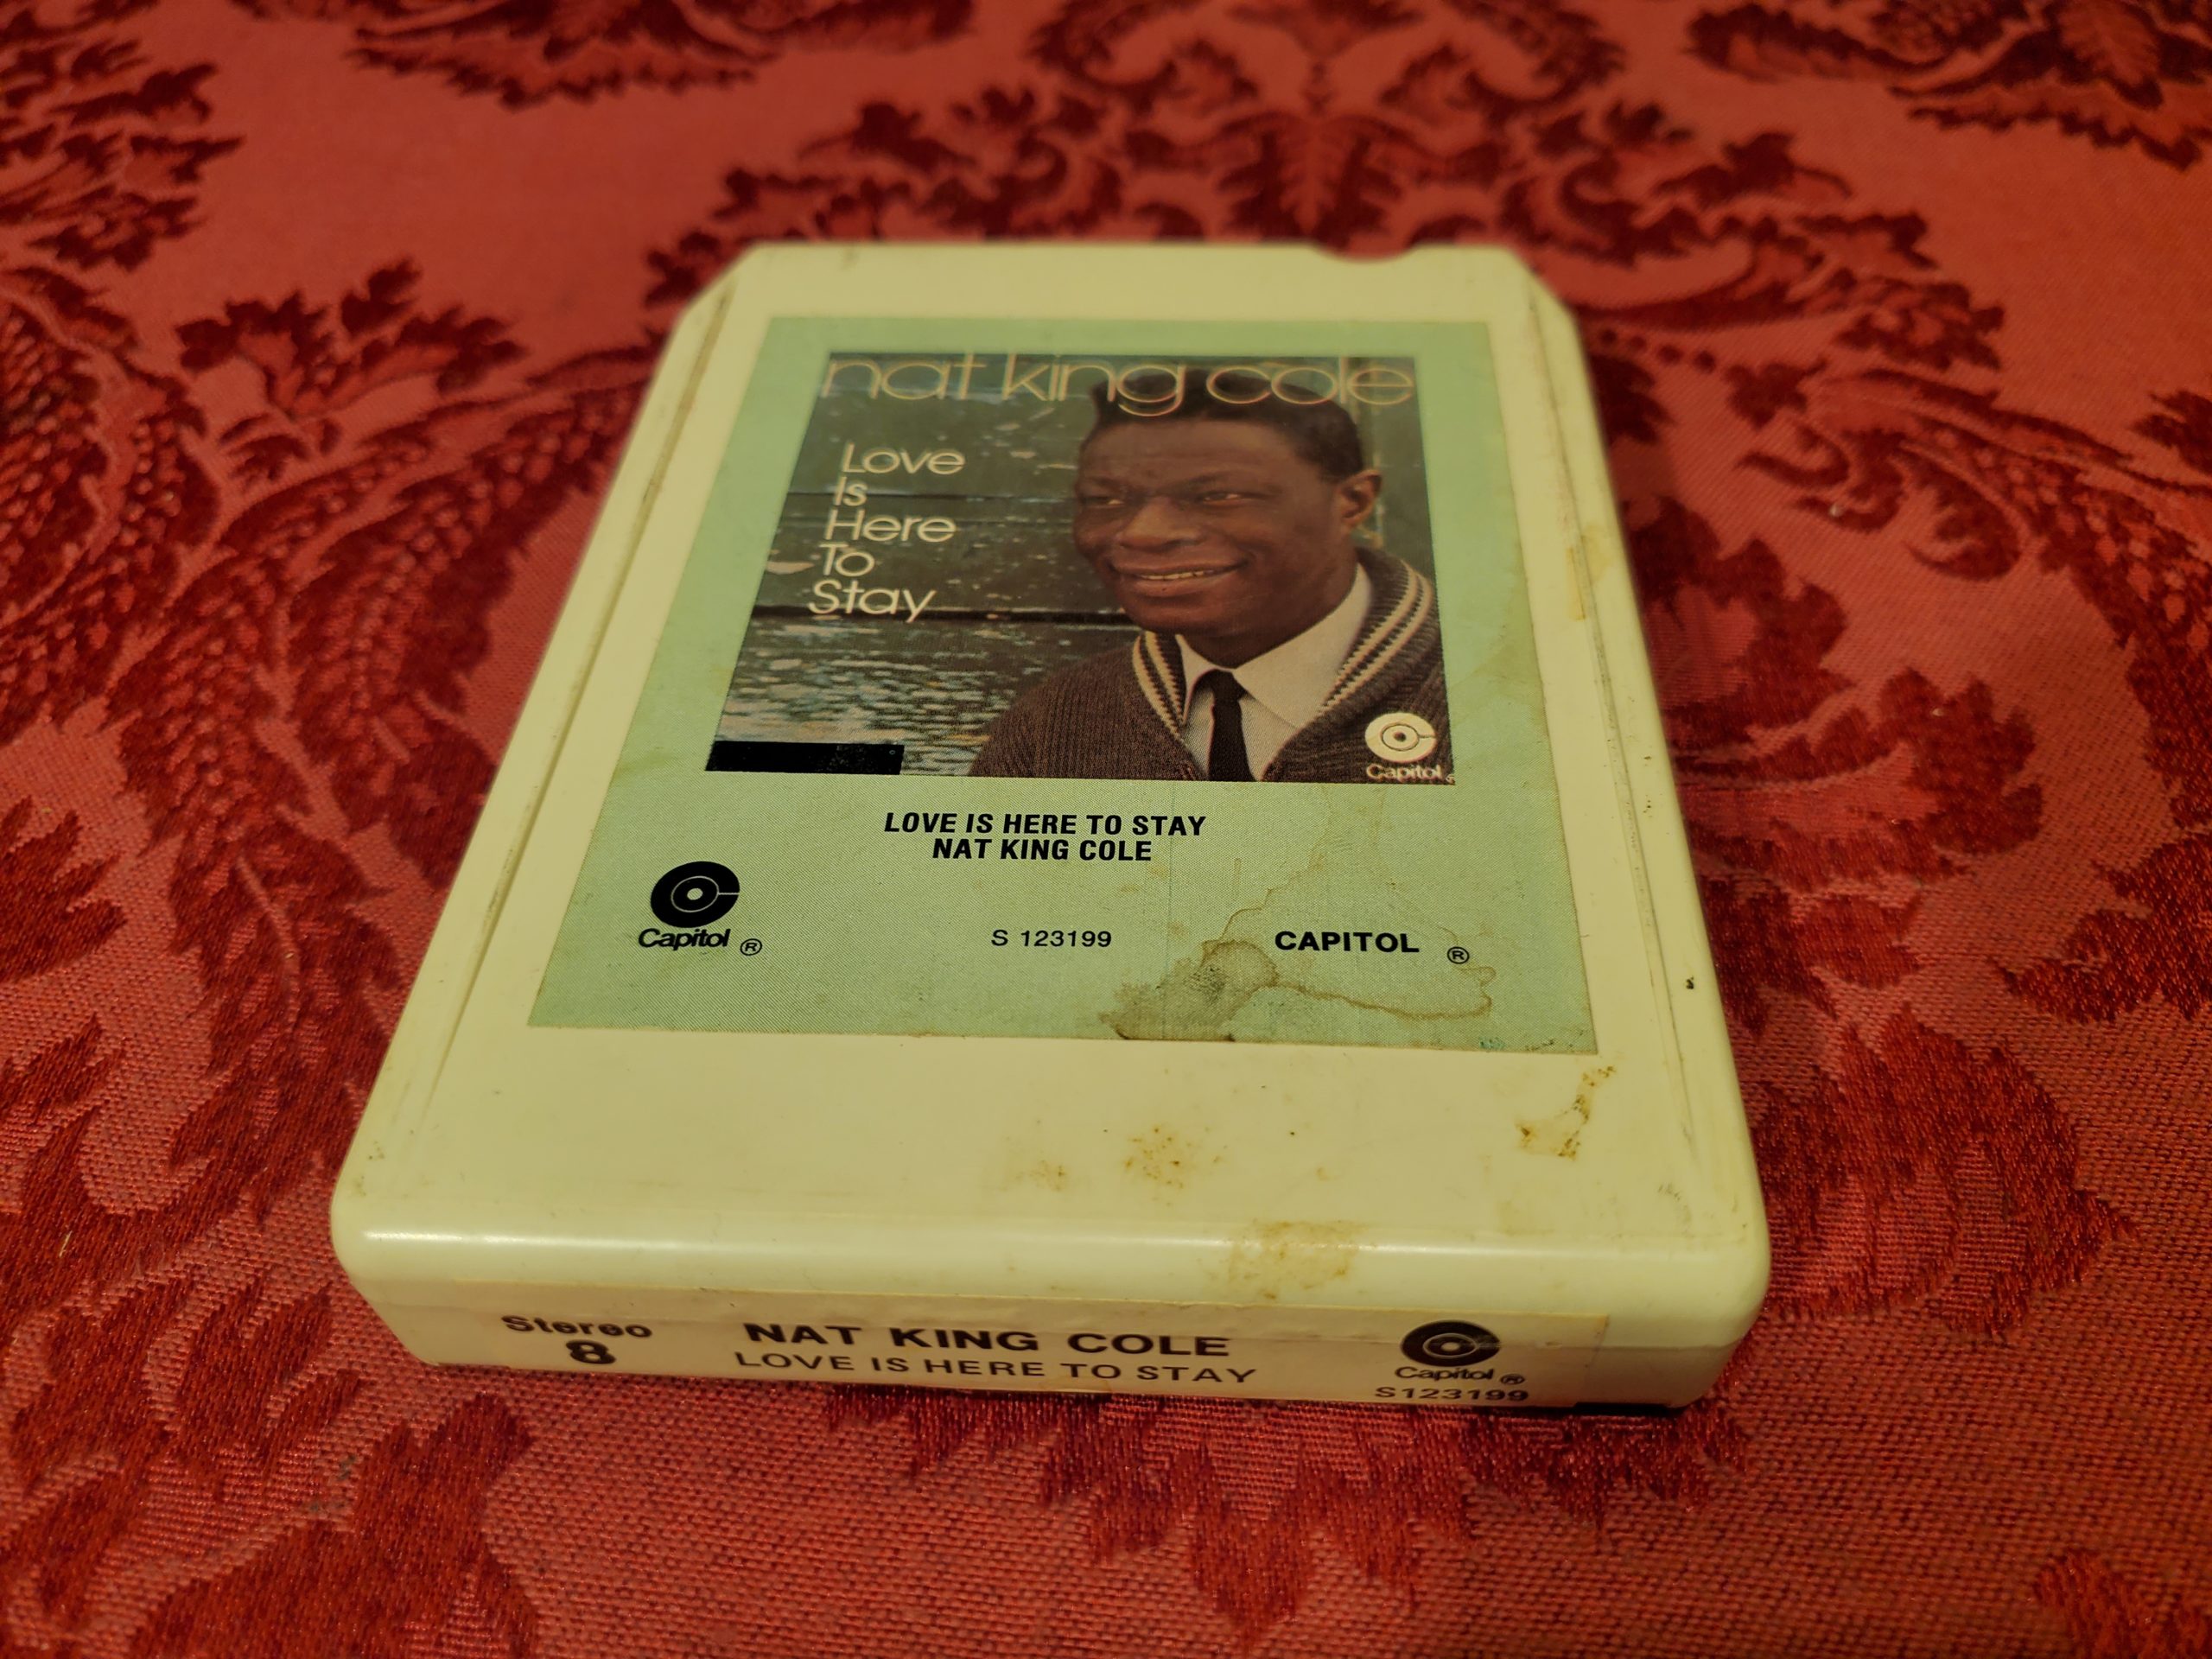 nat king cole
Love
Is
Here
To
Stay
Capitol
LOVE IS HERE TO STAY
NAT KING COLE
Capitol ®
S 123199
CAPITOL ®
Stereo
8
NAT KING COLE
LOVE IS HERE TO STAY
Capitol ®
S123199